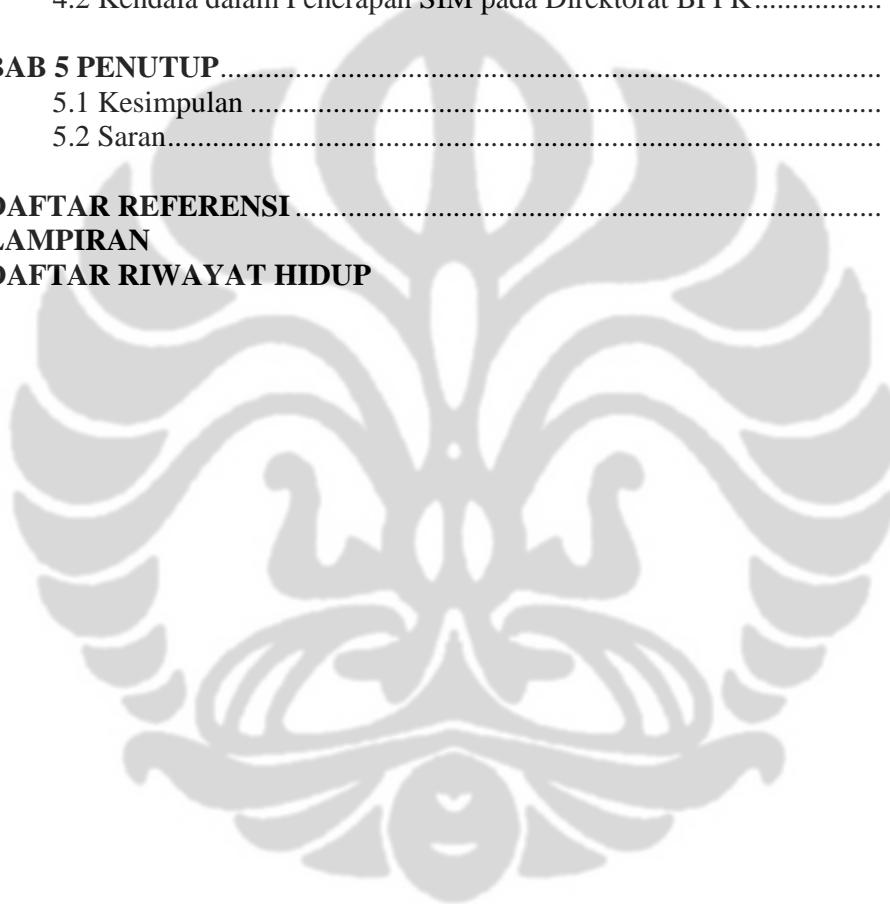 4.2 Kendala dalam Penerapan SIM pada Direktorat ................
BAB 5 PENUTUP..................................................................................
5.1 Kesimpulan ..............................................................................
5.2 Saran.........................................................................................
DAFTAR REFERENSI.........................................................................
LAMPIRAN
DAFTAR RIWAYAT HIDUP